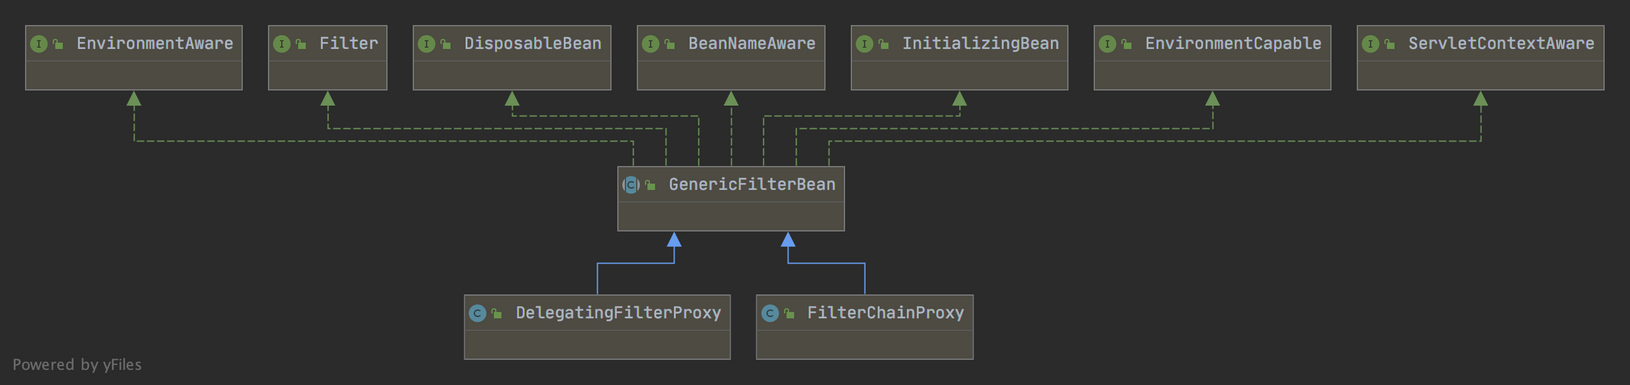 EnvironmentAware
Filter
DisposableBean
BeanNameAware
InitializingBean
EnvironmentCapable
ServletContextAware
GenericFilterBean
DelegatingFilterProxy
FilterChainProxy
Powered by yFiles